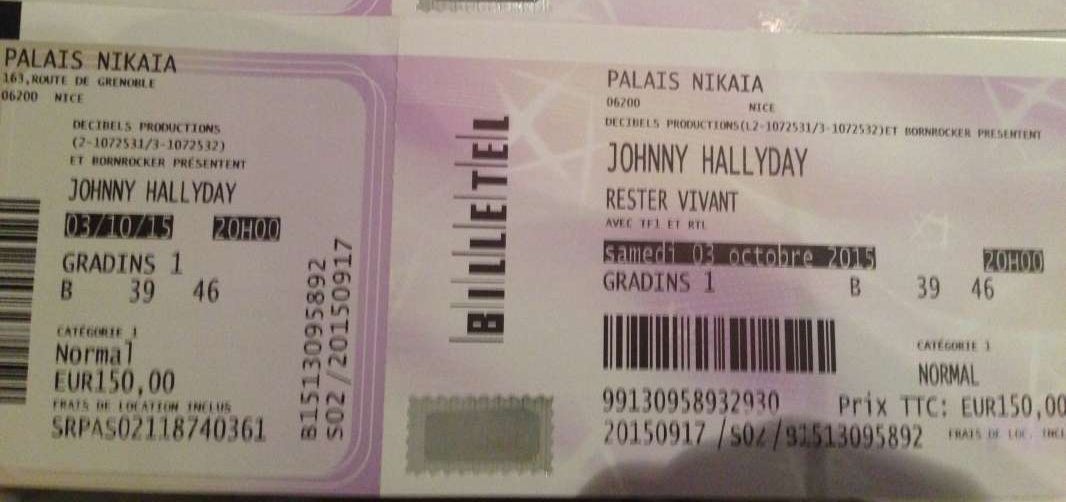 PALAIS NIKAIA
163,ROUTE DE GRENOBLE
06200 NICE
DECIBELS PRODUCTIONS
(2-1072531/3-1072532)
ET BORNROCKER PRÉSENTENT
JOHNNY HALLYDAY
03/10/15 20H00
GRADINS 1
B 39 46
CATÉGORIE 1
Normal
EUR150,00
FRAIS DE LOCATION INCLUS
SRPAS02118740361
B1513095892
S02/20150917
BILLETEL
PALAIS NIKAIA
06200 NICE
DECIBELS PRODUCTIONS(L2-1072531/3-1072532)ET BORNROCKER PRESENTENT
JOHNNY HALLYDAY
RESTER VIVANT
AVEC TF1 ET RTL
samedi 03 octobre 2015 20H00
GRADINS 1 B 39 46
CATÉGORIE 1
NORMAL
99130958932930 Prix TTC: EUR150,00
20150917 /S02/B1513095892 FRAIS DE LOC. INCL